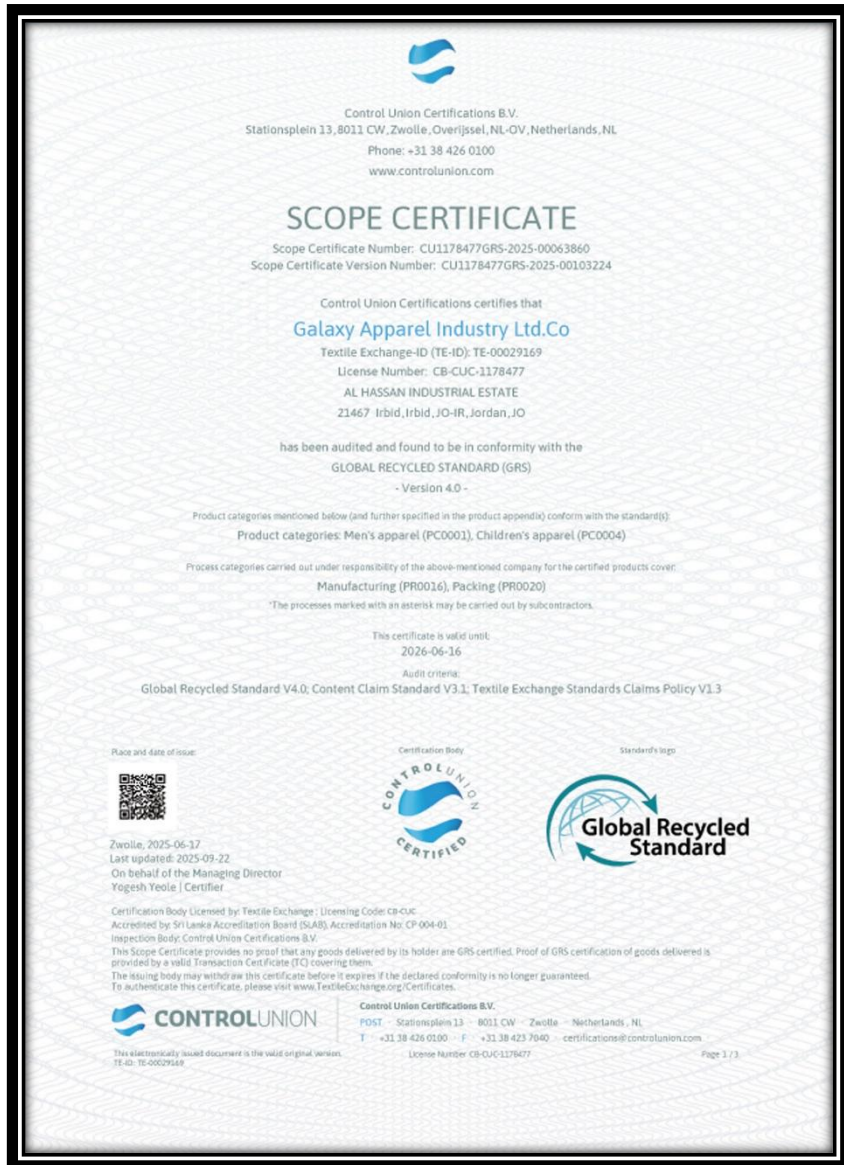 Control Union Certifications B.V.
Stationsplein 13,8011 CW,Zwolle,Overijssel,NL-OV,Netherlands,NL
Phone: +31 38 426 0100
www.controlunion.com
SCOPE CERTIFICATE
Scope Certificate Number: CU1178477GRS-2025-00063860
Scope Certificate Version Number: CU1178477GRS-2025-00103224
Control Union Certifications certifies that
Galaxy Apparel Industry Ltd.Co
Textile Exchange-ID (TE-ID): TE-00029169
License Number: CB-CUC-1178477
AL HASSAN INDUSTRIAL ESTATE
21467 Irbid,Irbid,JO-IR,Jordan,JO
has been audited and found to be in conformity with the
GLOBAL RECYCLED STANDARD (GRS)
- Version 4.0 -
Product categories mentioned below (and further specified in the product appendix) conform with the standard(s):
Product categories: Men's apparel (PC0001), Children's apparel (PC0004)
Process categories carried out under responsibility of the above-mentioned company for the certified products cover:
Manufacturing (PR0016), Packing (PR0020)
*The processes marked with an asterisk may be carried out by subcontractors.
This certificate is valid until:
2026-06-16
Audit criteria:
Global Recycled Standard V4.0; Content Claim Standard V3.1; Textile Exchange Standards Claims Policy V1.3
Place and date of issue:
Certification Body
Standard's logo
CONTROLUNION
CERTIFIED
Global Recycled
Standard
Zwolle, 2025-06-17
Last updated: 2025-09-22
On behalf of the Managing Director
Yogesh Yeole | Certifier
Certification Body Licensed by: Textile Exchange ; Licensing Code: CB-CUC
Accredited by: Sri Lanka Accreditation Board (SLAB), Accreditation No: CP 004-01
Inspection Body: Control Union Certifications B.V.
This Scope Certificate provides no proof that any goods delivered by its holder are GRS certified. Proof of GRS certification of goods delivered is
provided by a valid Transaction Certificate (TC) covering them.
The issuing body may withdraw this certificate before it expires if the declared conformity is no longer guaranteed.
To authenticate this certificate, please visit www.TextileExchange.org/Certificates.
CONTROLUNION
Control Union Certifications B.V.
POST · Stationsplein 13 · 8011 CW · Zwolle · Netherlands , NL
T · +31 38 426 0100 · F · +31 38 423 7040 · certifications@controlunion.com
This electronically issued document is the valid original version.
License Number CB-CUC-1178477
Page 1 / 3
TE-ID: TE-00029169